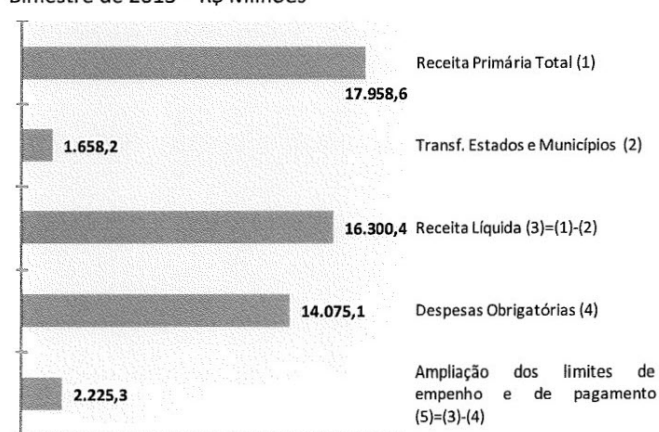 Bimestre de 2013 – R$ Milhões
Receita Primária Total (1)
17.958,6
1.658,2 Transf. Estados e Municípios (2)
16.300,4 Receita Líquida (3)=(1)-(2)
14.075,1 Despesas Obrigatórias (4)
2.225,3
Ampliação dos limites de
empenho e de pagamento
(5)=(3)-(4)